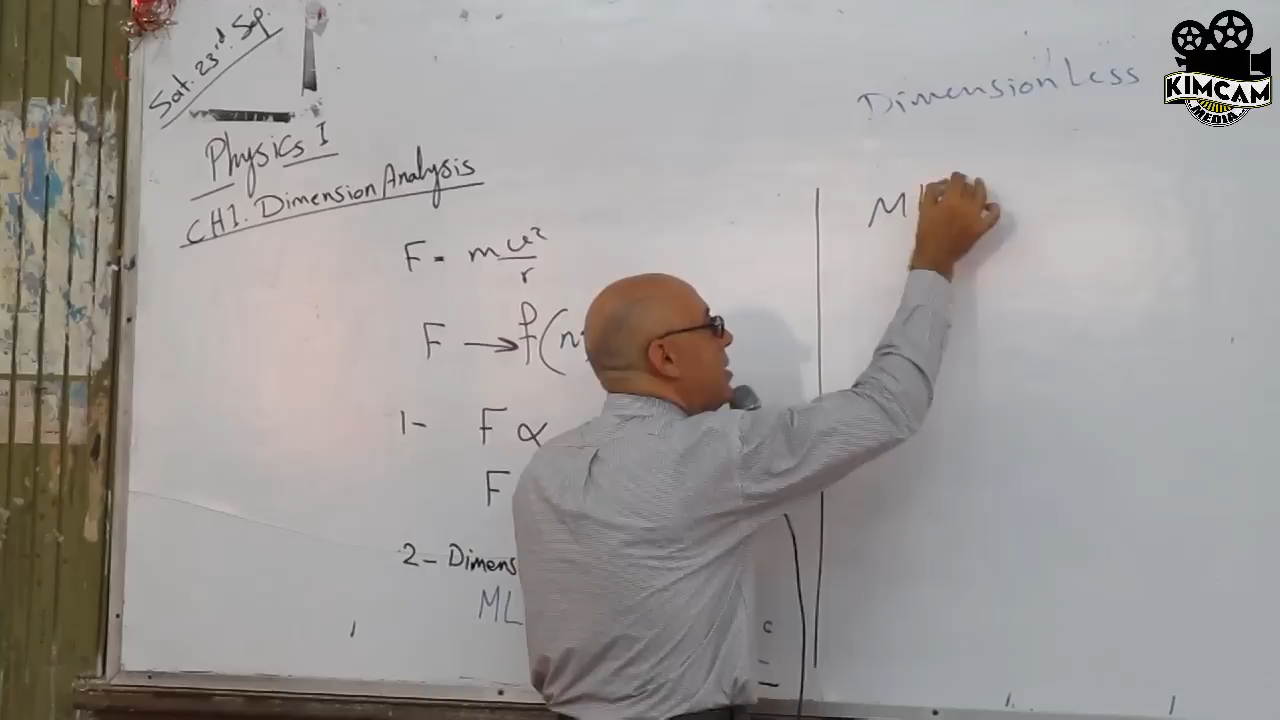 Sat. 23rd. Sep.
Physics I
CH1. Dimension Analysis
F = mv²/r
F → f(m
1- F ∝
F
2- Dimens
ML
c
DimensionLess
M
KIMCAM
MEDIA